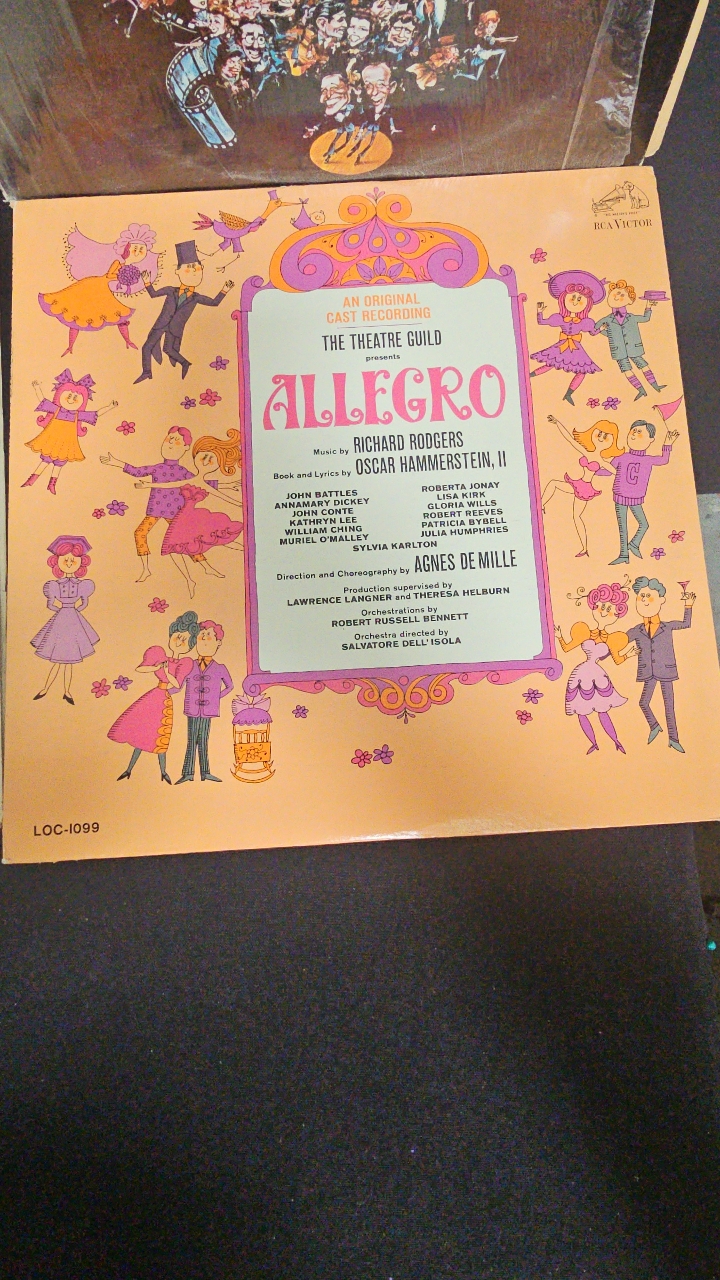 "HIS MASTER'S VOICE"
RCA VICTOR
AN ORIGINAL
CAST RECORDING
THE THEATRE GUILD
presents
ALLEGRO
Music by RICHARD RODGERS
Book and Lyrics by OSCAR HAMMERSTEIN, II
JOHN BATTLES
ANNAMARY DICKEY
JOHN CONTE
KATHRYN LEE
WILLIAM CHING
MURIEL O'MALLEY
ROBERTA JONAY
LISA KIRK
GLORIA WILLS
ROBERT REEVES
PATRICIA BYBELL
JULIA HUMPHRIES
SYLVIA KARLTON
Direction and Choreography by AGNES DE MILLE
Production supervised by
LAWRENCE LANGNER and THERESA HELBURN
Orchestrations by
ROBERT RUSSELL BENNETT
Orchestra directed by
SALVATORE DELL'ISOLA
C
LOC-1099